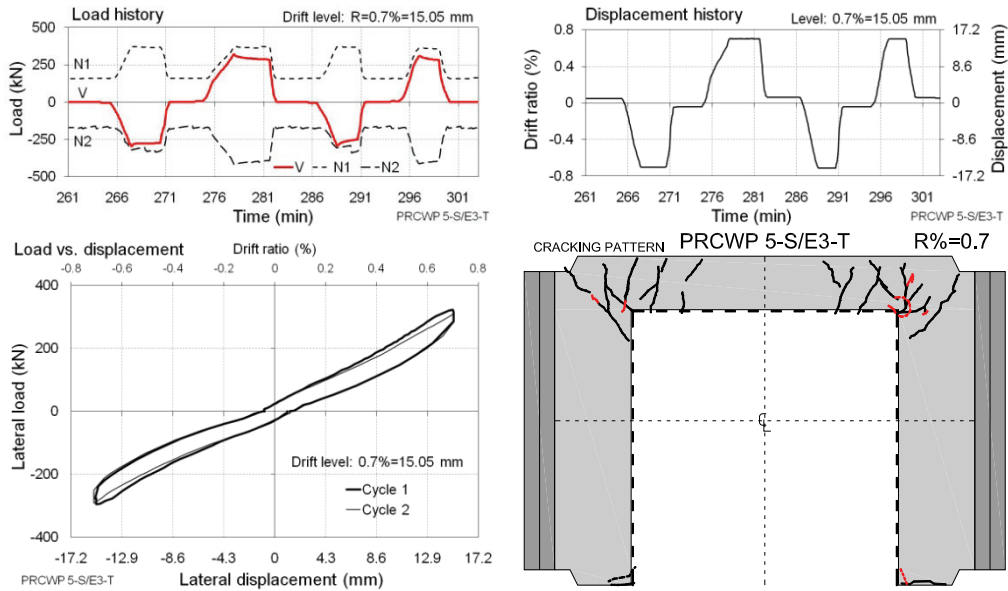 Load history
Drift level: R=0.7%=15.05 mm
500
250
0
-250
-500
Load (kN)
N1
V
N2
V N1 N2
261 266 271 276 281 286 291 296 301
Time (min)
PRCWP 5-S/E3-T
Displacement history
Level: 0.7%=15.05 mm
0.8
0.4
0
-0.4
-0.8
Drift ratio (%)
17.2
8.6
0
-8.6
-17.2
Displacement (mm)
261 266 271 276 281 286 291 296 301
Time (min)
PRCWP 5-S/E3-T
Load vs. displacement
Drift ratio (%)
-0.8 -0.6 -0.4 -0.2 0 0.2 0.4 0.6 0.8
400
200
0
-200
-400
Lateral load (kN)
Drift level: 0.7%=15.05 mm
Cycle 1
Cycle 2
-17.2 -12.9 -8.6 -4.3 0 4.3 8.6 12.9 17.2
Lateral displacement (mm)
PRCWP 5-S/E3-T
CRACKING PATTERN PRCWP 5-S/E3-T R%=0.7
℄